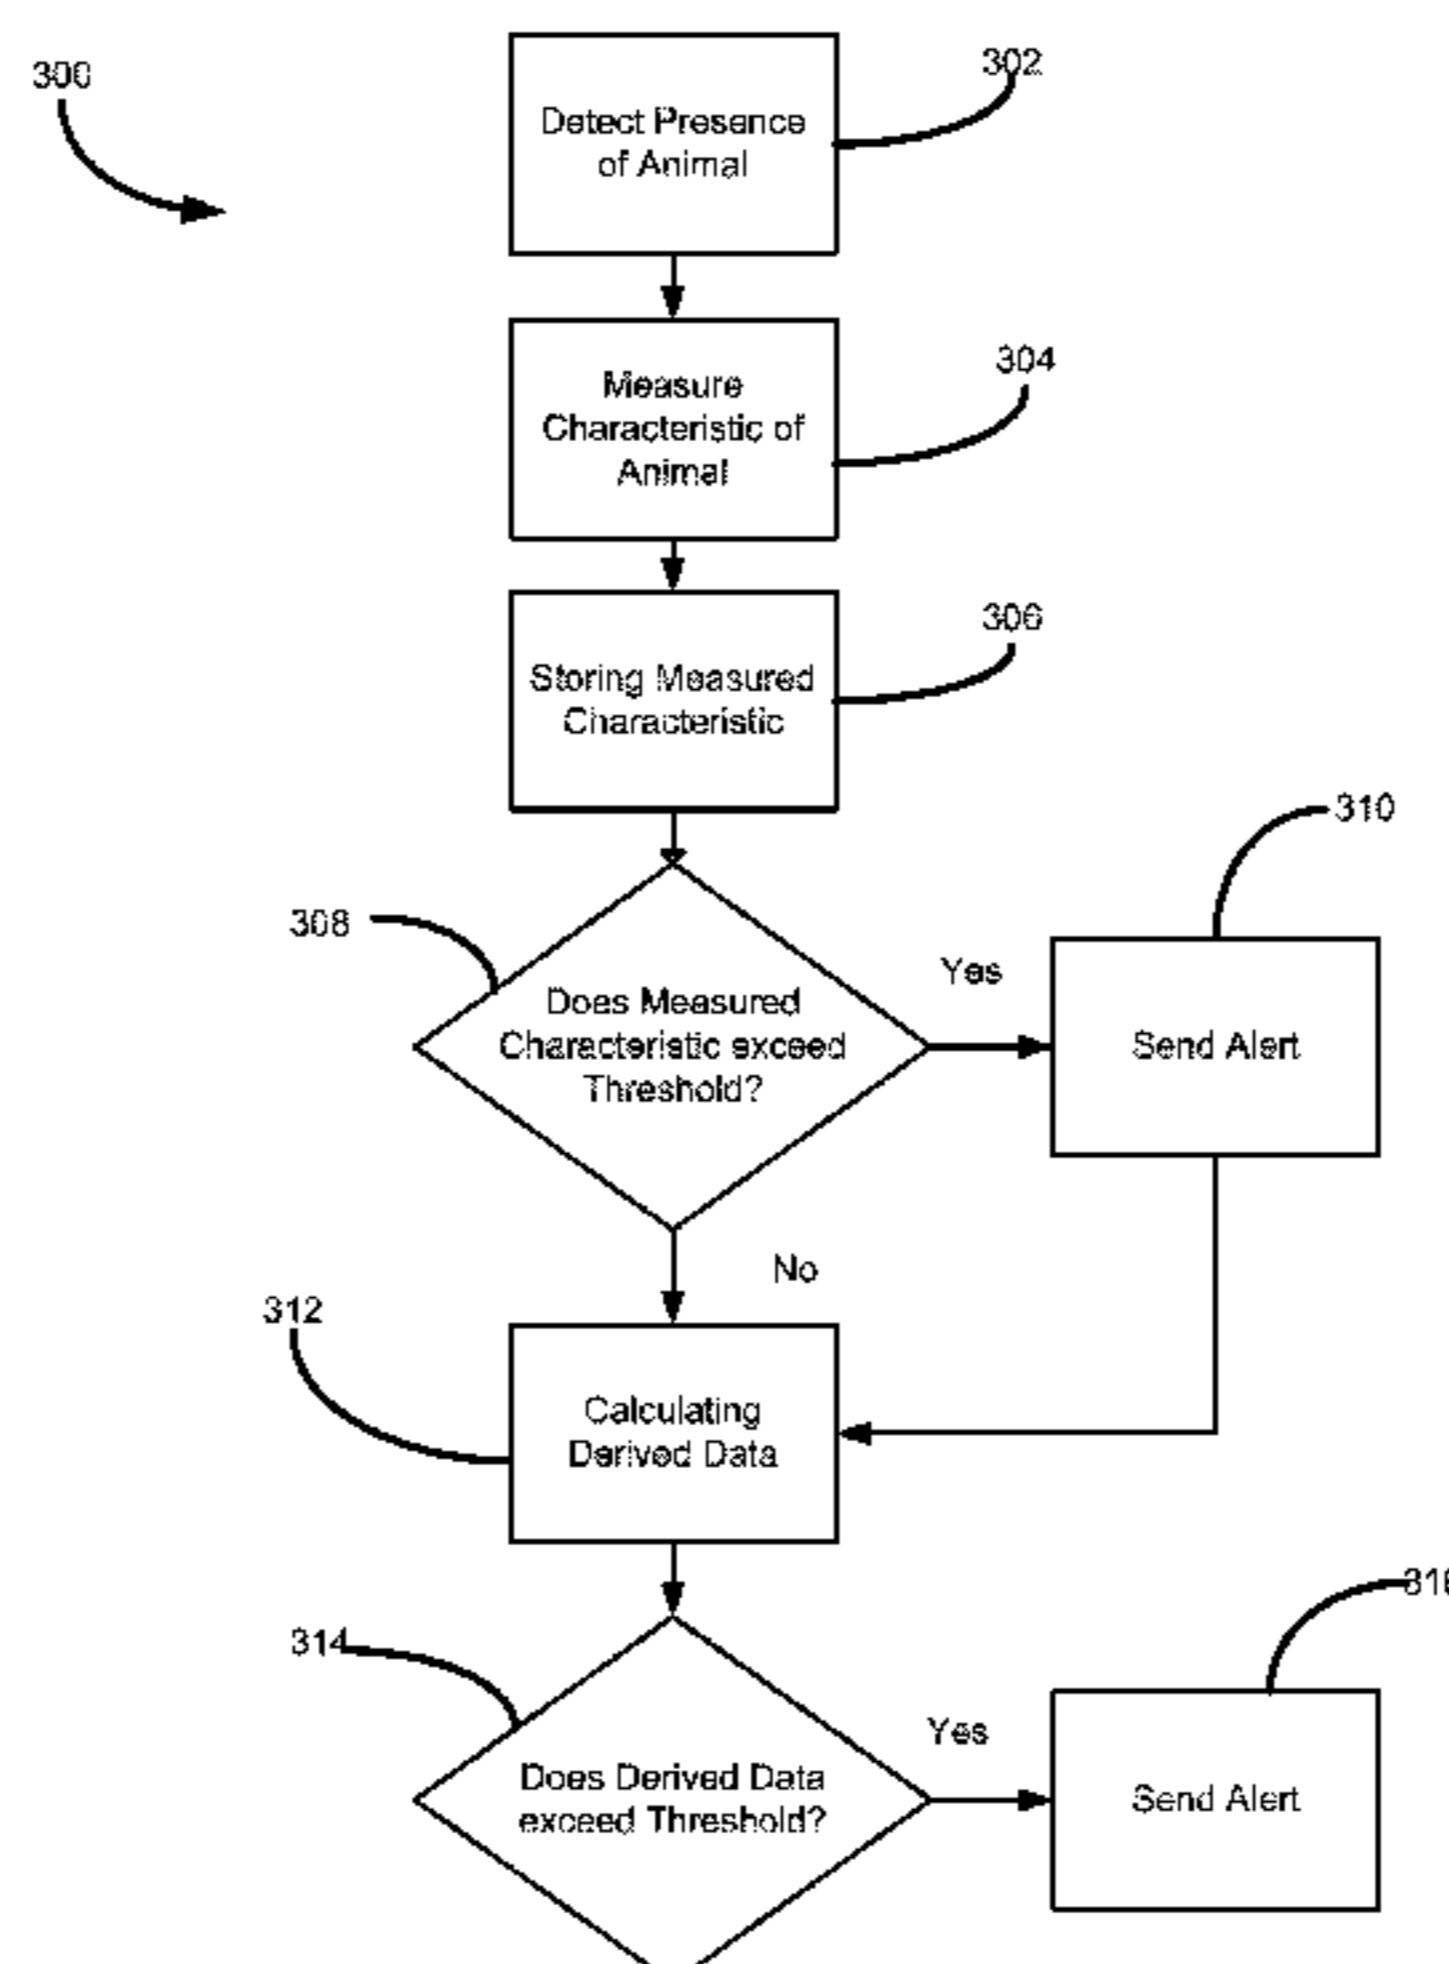 300
302
Detect Presence
of Animal
304
Measure
Characteristic of
Animal
306
Storing Measured
Characteristic
310
308
Yes
Does Measured
Characteristic exceed
Threshold?
Send Alert
No
312
Calculating
Derived Data
314
Yes
Does Derived Data
exceed Threshold?
Send Alert